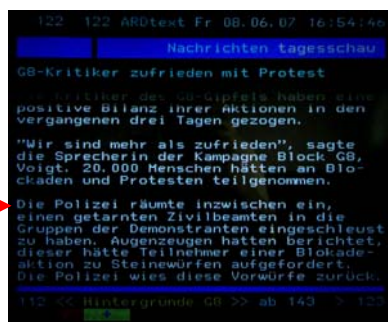 122 122 ARDtext Fr 08.06.07 16:54:46
Nachrichten tagesschau
G8-Kritiker zufrieden mit Protest
Die Kritiker des G8-Gipfels haben eine
positive Bilanz ihrer Aktionen in den
vergangenen drei Tagen gezogen.
"Wir sind mehr als zufrieden", sagte
die Sprecherin der Kampagne Block G8,
Voigt. 20.000 Menschen hätten an Blo-
ckaden und Protesten teilgenommen.
Die Polizei räumte inzwischen ein,
einen getarnten Zivilbeamten in die
Gruppen der Demonstranten eingeschleust
zu haben. Augenzeugen hatten berichtet,
dieser hätte Teilnehmer einer Blokade-
aktion zu Steinewürfen aufgefordert.
Die Polizei wies diese Vorwürfe zurück.
112 << Hintergründe G8 >> ab 143 > 123